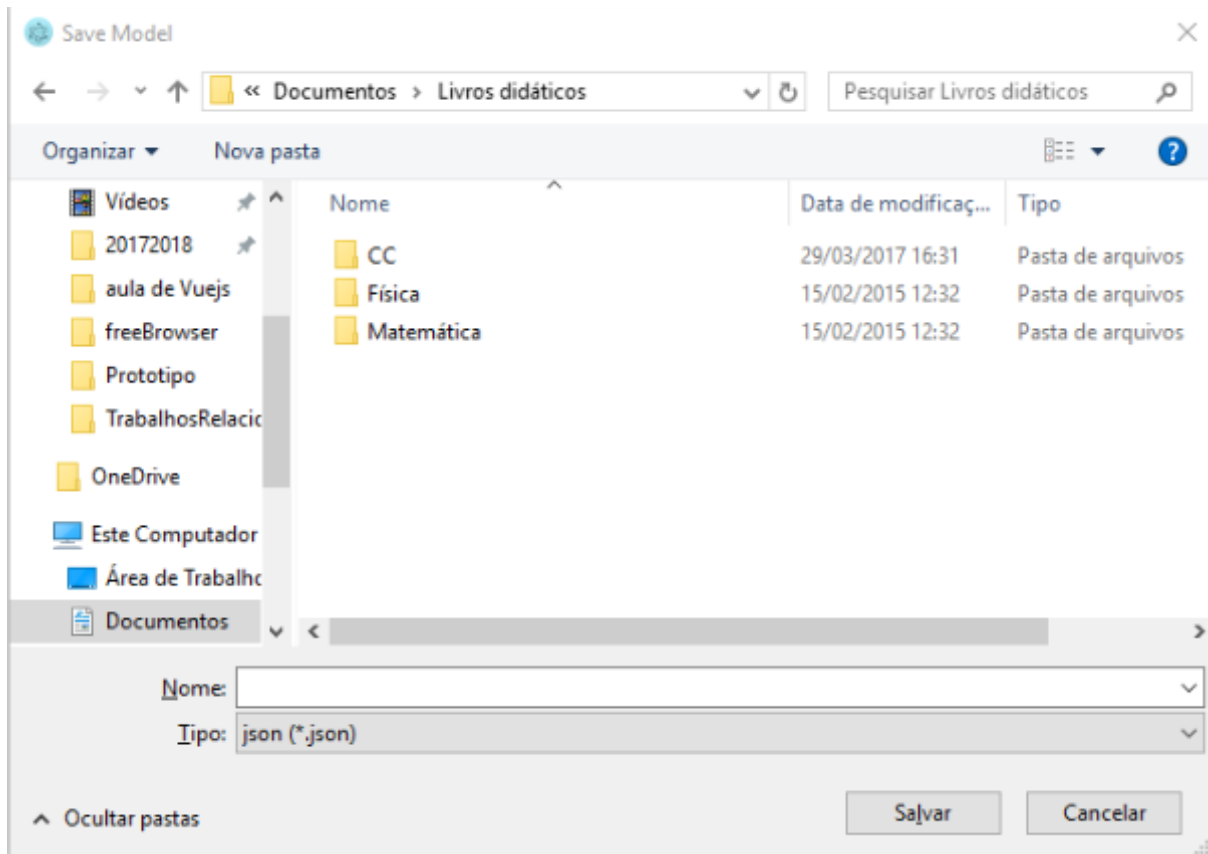 Save Model
« Documentos > Livros didáticos
Pesquisar Livros didáticos
Organizar Nova pasta
Vídeos
20172018
aula de Vuejs
freeBrowser
Prototipo
TrabalhosRelacic
OneDrive
Este Computador
Área de Trabalhc
Documentos
Nome Data de modificaç... Tipo
CC 29/03/2017 16:31 Pasta de arquivos
Física 15/02/2015 12:32 Pasta de arquivos
Matemática 15/02/2015 12:32 Pasta de arquivos
Nome:
Tipo: json (*.json)
Ocultar pastas
Salvar Cancelar